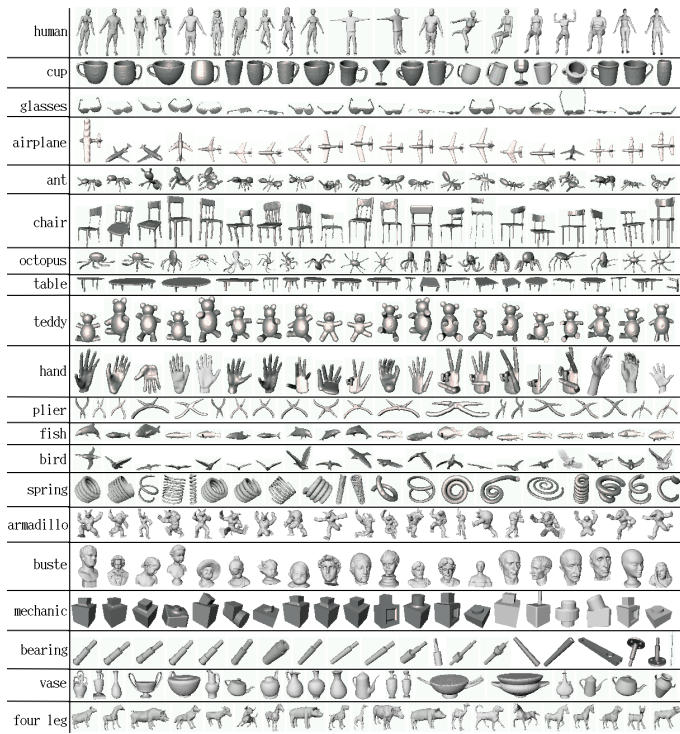 human
cup
glasses
airplane
ant
chair
octopus
table
teddy
hand
plier
fish
bird
spring
armadillo
buste
mechanic
bearing
vase
four leg